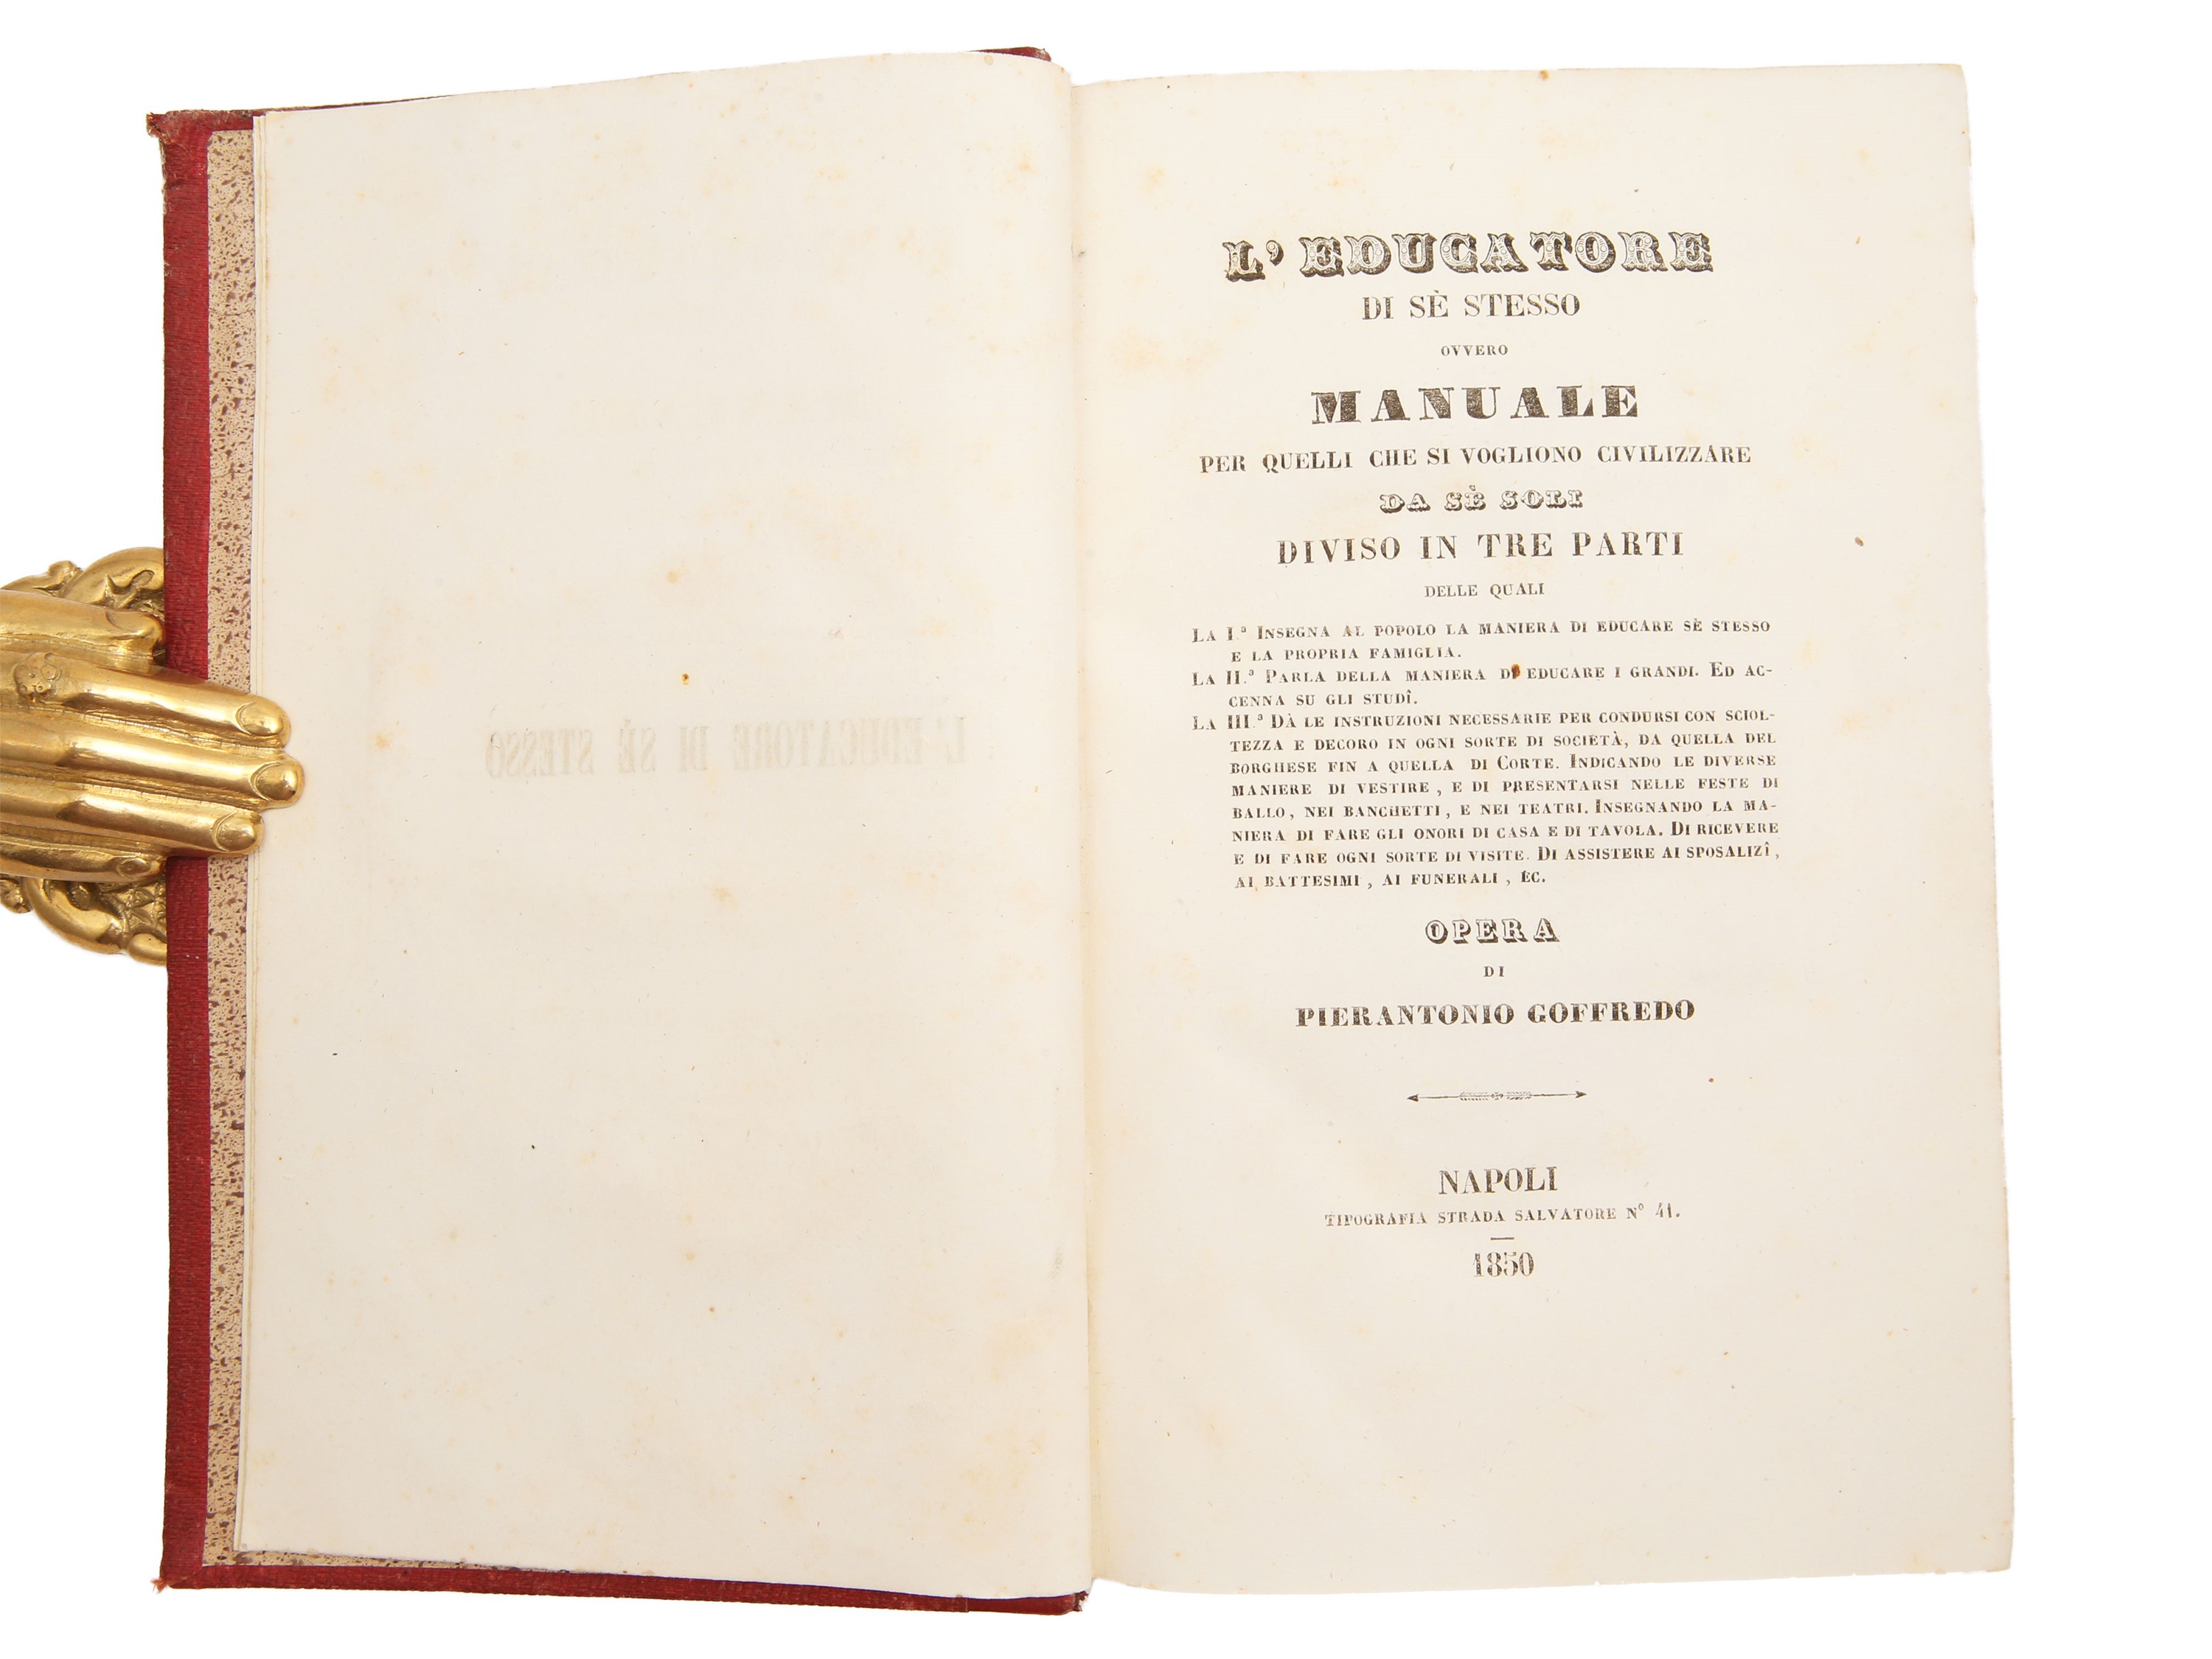 L'EDUCATORE DI SÈ STESSO
L'EDUCATORE
DI SÈ STESSO
OVVERO
MANUALE
PER QUELLI CHE SI VOGLIONO CIVILIZZARE
DA SÈ SOLI
DIVISO IN TRE PARTI
DELLE QUALI
LA I.ª INSEGNA AL POPOLO LA MANIERA DI EDUCARE SÈ STESSO
E LA PROPRIA FAMIGLIA.
LA II.ª PARLA DELLA MANIERA DI EDUCARE I GRANDI. ED AC-
CENNA SU GLI STUDÎ.
LA III.ª DÀ LE INSTRUZIONI NECESSARIE PER CONDURSI CON SCIOL-
TEZZA E DECORO IN OGNI SORTE DI SOCIETÀ, DA QUELLA DEL
BORGHESE FIN A QUELLA DI CORTE. INDICANDO LE DIVERSE
MANIERE DI VESTIRE, E DI PRESENTARSI NELLE FESTE DI
BALLO, NEI BANCHETTI, E NEI TEATRI. INSEGNANDO LA MA-
NIERA DI FARE GLI ONORI DI CASA E DI TAVOLA. DI RICEVERE
E DI FARE OGNI SORTE DI VISITE. DI ASSISTERE AI SPOSALIZÎ,
AI BATTESIMI, AI FUNERALI, EC.
OPERA
DI
PIERANTONIO GOFFREDO
NAPOLI
TIPOGRAFIA STRADA SALVATORE Nº 41.
1850